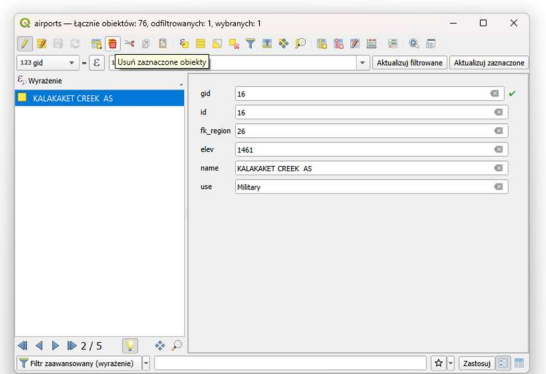 airports — Łącznie obiektów: 76, odfiltrowanych: 1, wybranych: 1
123 gid = ε Usuń zaznaczone obiekty Aktualizuj filtrowane Aktualizuj zaznaczone
Wyrażenie
KALAKAKET CREEK AS
gid 16
id 16
fk_region 26
elev 1461
name KALAKAKET CREEK AS
use Military
2 / 5
Filtr zaawansowany (wyrażenie) Zastosuj